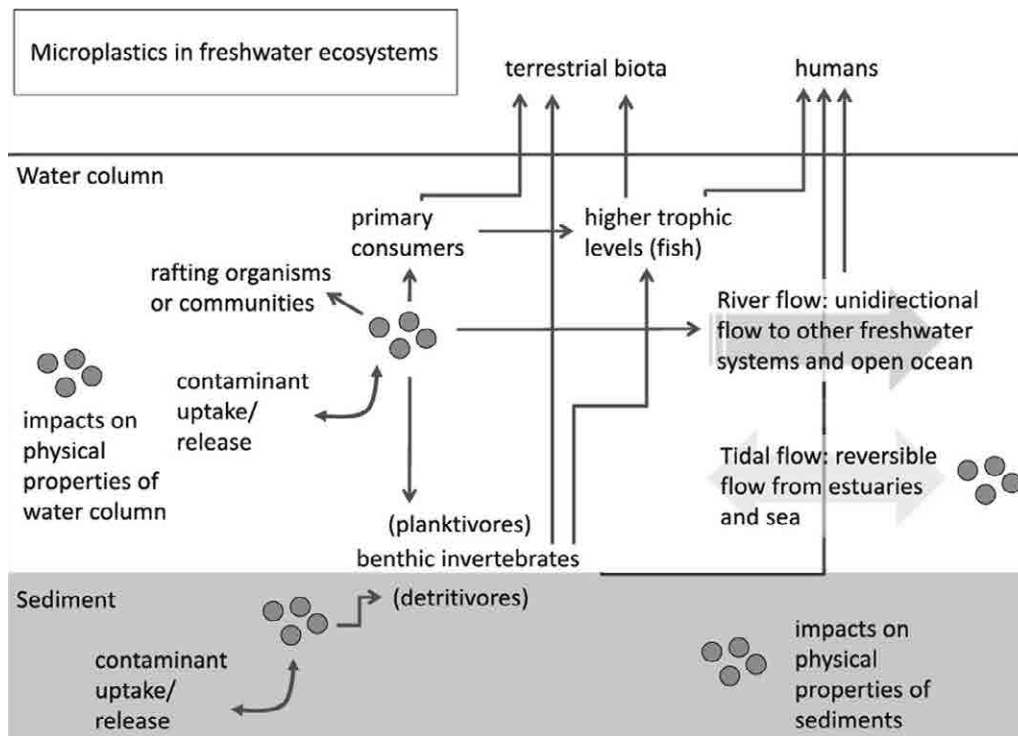 Microplastics in freshwater ecosystems
terrestrial biota
humans
Water column
primary
consumers
higher trophic
levels (fish)
rafting organisms
or communities
River flow: unidirectional
flow to other freshwater
systems and open ocean
contaminant
uptake/
release
impacts on
physical
properties of
water column
Tidal flow: reversible
flow from estuaries
and sea
(planktivores)
benthic invertebrates
Sediment
(detritivores)
contaminant
uptake/
release
impacts on
physical
properties of
sediments